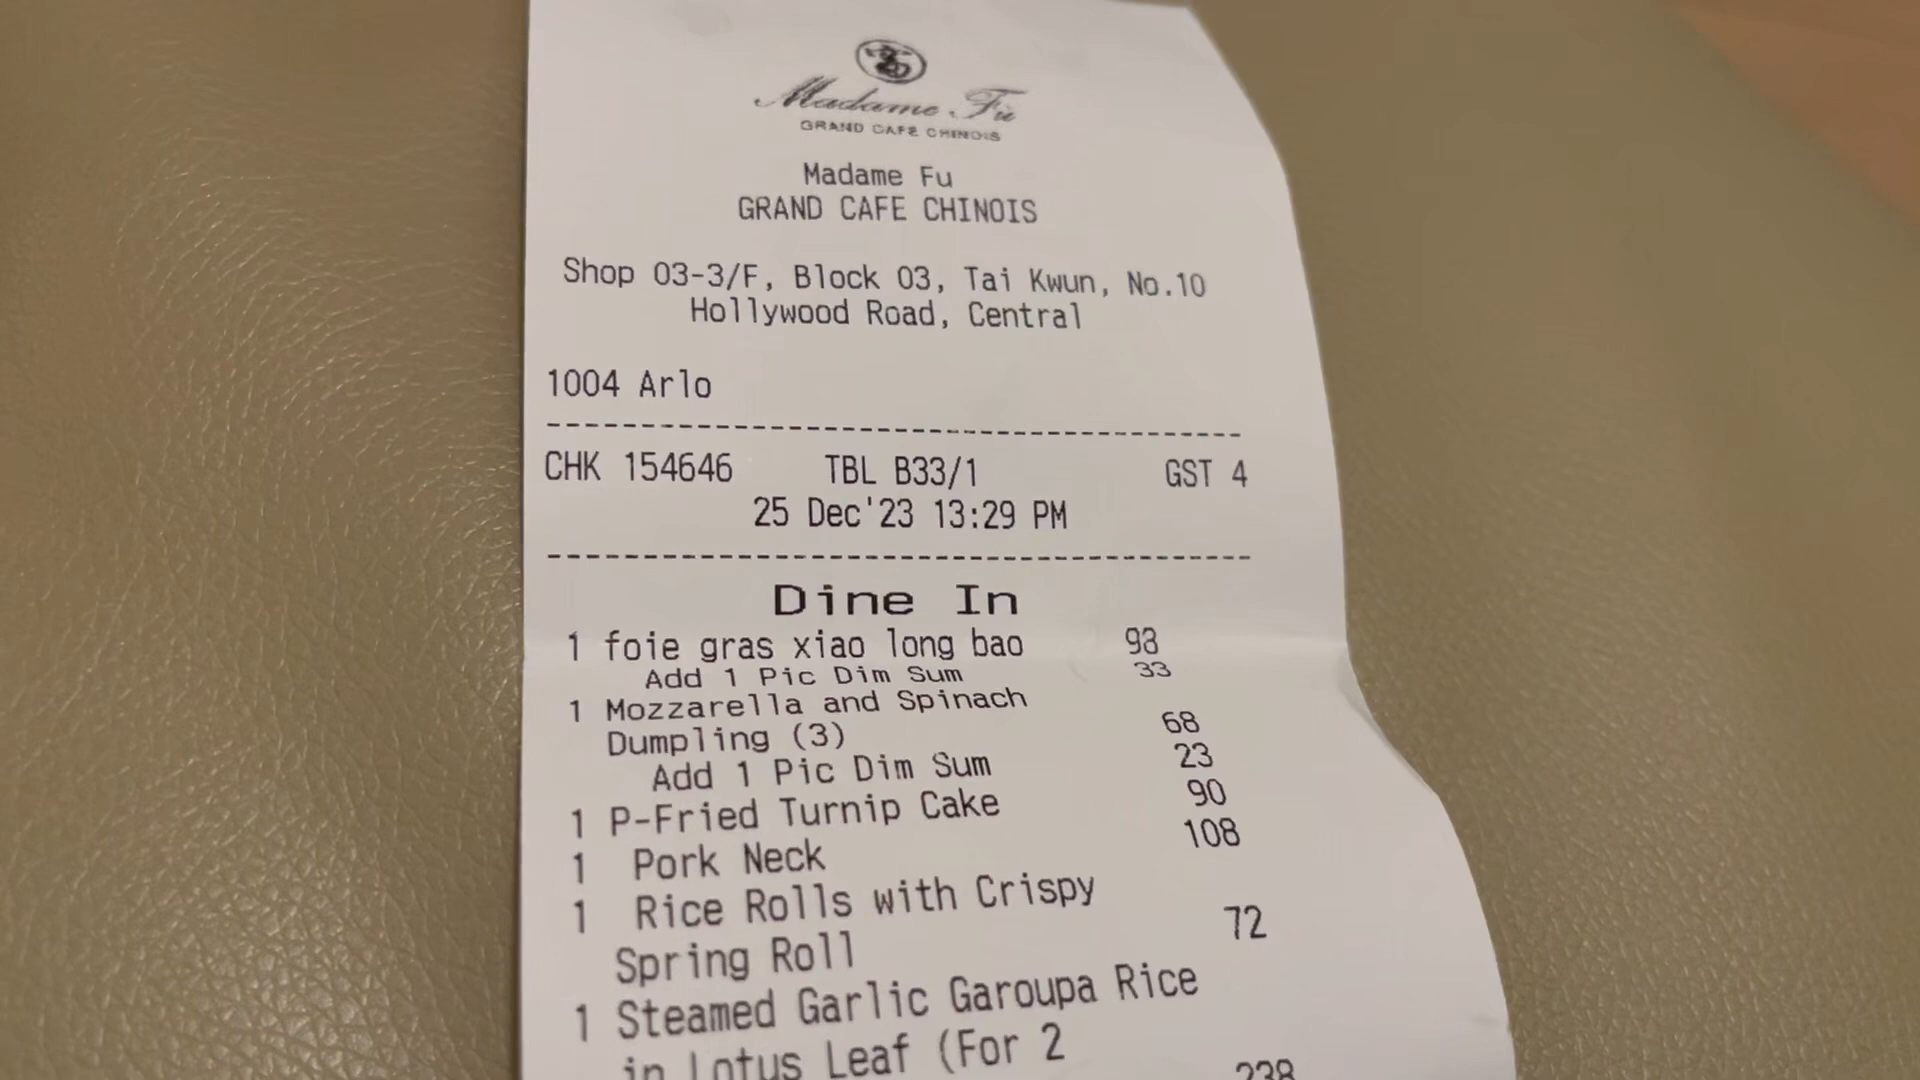 Madame Fù
GRAND CAFÉ CHINOIS
Madame Fu
GRAND CAFE CHINOIS
Shop 03-3/F, Block 03, Tai Kwun, No.10
Hollywood Road, Central
1004 Arlo
CHK 154646 TBL B33/1 GST 4
25 Dec'23 13:29 PM
Dine In
1 foie gras xiao long bao 98
Add 1 Pic Dim Sum 33
1 Mozzarella and Spinach
Dumpling (3) 68
Add 1 Pic Dim Sum 23
1 P-Fried Turnip Cake 90
1 Pork Neck 108
1 Rice Rolls with Crispy
Spring Roll 72
1 Steamed Garlic Garoupa Rice
in Lotus Leaf (For 2
238